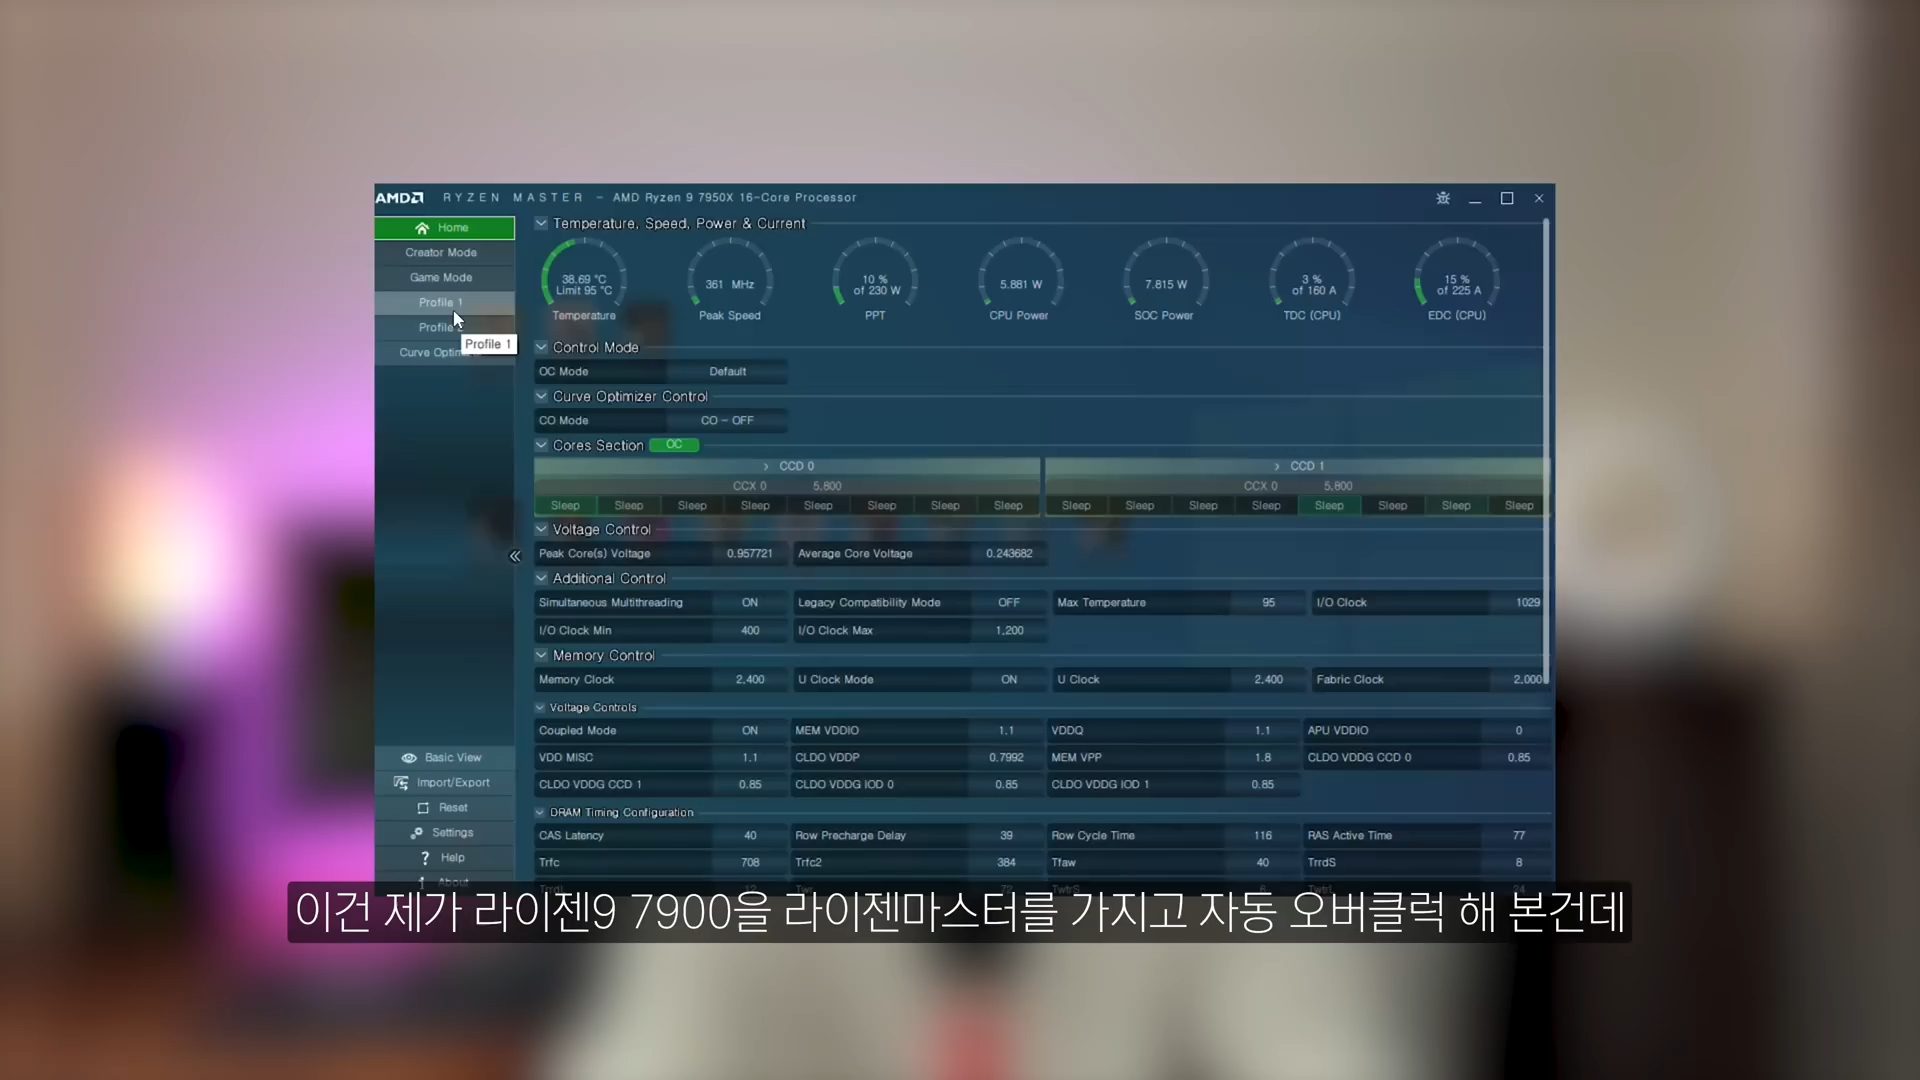 AMD RYZEN MASTER - AMD Ryzen 9 7950X 16-Core Processor
Home
Creator Mode
Game Mode
Profile 1
Profile
Profile 1
Curve Optim
Basic View
Import/Export
Reset
Settings
Help
About
Temperature, Speed, Power & Current
38.69 °C
Limit 95 °C
Temperature
361 MHz
Peak Speed
10 %
of 230 W
PPT
5.881 W
CPU Power
7.815 W
SOC Power
3 %
of 160 A
TDC (CPU)
15 %
of 225 A
EDC (CPU)
Control Mode
OC Mode Default
Curve Optimizer Control
CO Mode CO - OFF
Cores Section OC
CCD 0 CCD 1
CCX 0 5,800 CCX 0 5,800
Sleep Sleep Sleep Sleep Sleep Sleep Sleep Sleep Sleep Sleep Sleep Sleep Sleep Sleep Sleep Sleep
Voltage Control
Peak Core(s) Voltage 0.957721 Average Core Voltage 0.243682
Additional Control
Simultaneous Multithreading ON Legacy Compatibility Mode OFF Max Temperature 95 I/O Clock 1029
I/O Clock Min 400 I/O Clock Max 1,200
Memory Control
Memory Clock 2,400 U Clock Mode ON U Clock 2,400 Fabric Clock 2,000
Voltage Controls
Coupled Mode ON MEM VDDIO 1.1 VDDQ 1.1 APU VDDIO 0
VDD MISC 1.1 CLDO VDDP 0.7992 MEM VPP 1.8 CLDO VDDG CCD 0 0.85
CLDO VDDG CCD 1 0.85 CLDO VDDG IOD 0 0.85 CLDO VDDG IOD 1 0.85
DRAM Timing Configuration
CAS Latency 40 Row Precharge Delay 39 Row Cycle Time 116 RAS Active Time 77
Trfc 708 Trfc2 384 Tfaw 40 TrrdS 8
이건 제가 라이젠9 7900을 라이젠마스터를 가지고 자동 오버클럭 해 본건데